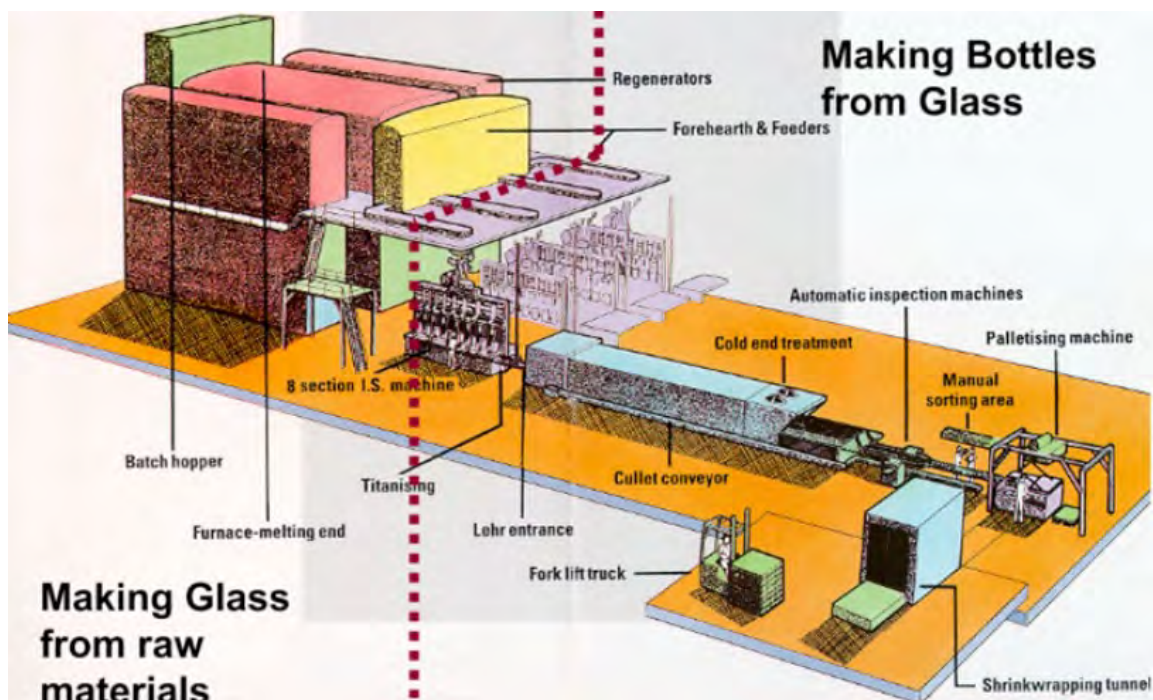 Making Bottles
from Glass
Regenerators
Forehearth & Feeders
Automatic inspection machines
Cold end treatment
Palletising machine
Manual
sorting area
8 section I.S. machine
Batch hopper
Titanising
Cullet conveyor
Furnace-melting end
Lehr entrance
Fork lift truck
Making Glass
from raw
materials
Shrinkwrapping tunnel